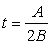 t = A / 2B